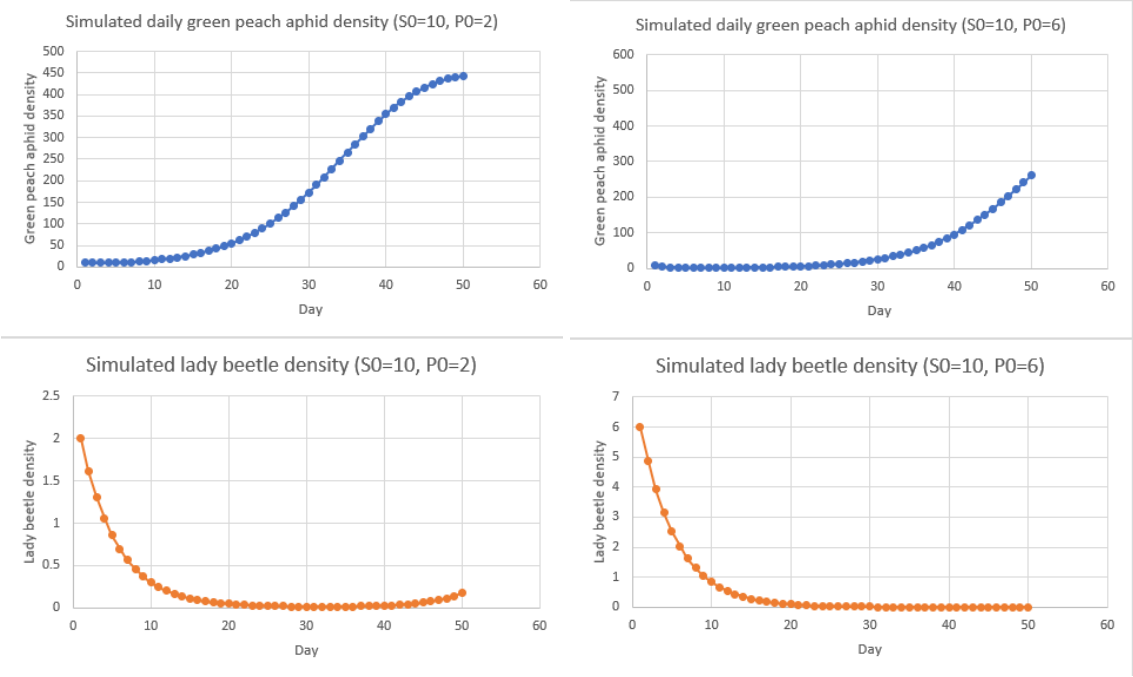 Simulated daily green peach aphid density (S0=10, P0=2)
500
450
400
350
300
250
200
150
100
50
0
Green peach aphid density
0 10 20 30 40 50 60
Day
Simulated daily green peach aphid density (S0=10, P0=6)
600
500
400
300
200
100
0
Green peach aphid density
0 10 20 30 40 50 60
Day
Simulated lady beetle density (S0=10, P0=2)
2.5
2
1.5
1
0.5
0
Lady beetle density
0 10 20 30 40 50 60
Day
Simulated lady beetle density (S0=10, P0=6)
7
6
5
4
3
2
1
0
Lady beetle density
0 10 20 30 40 50 60
Day